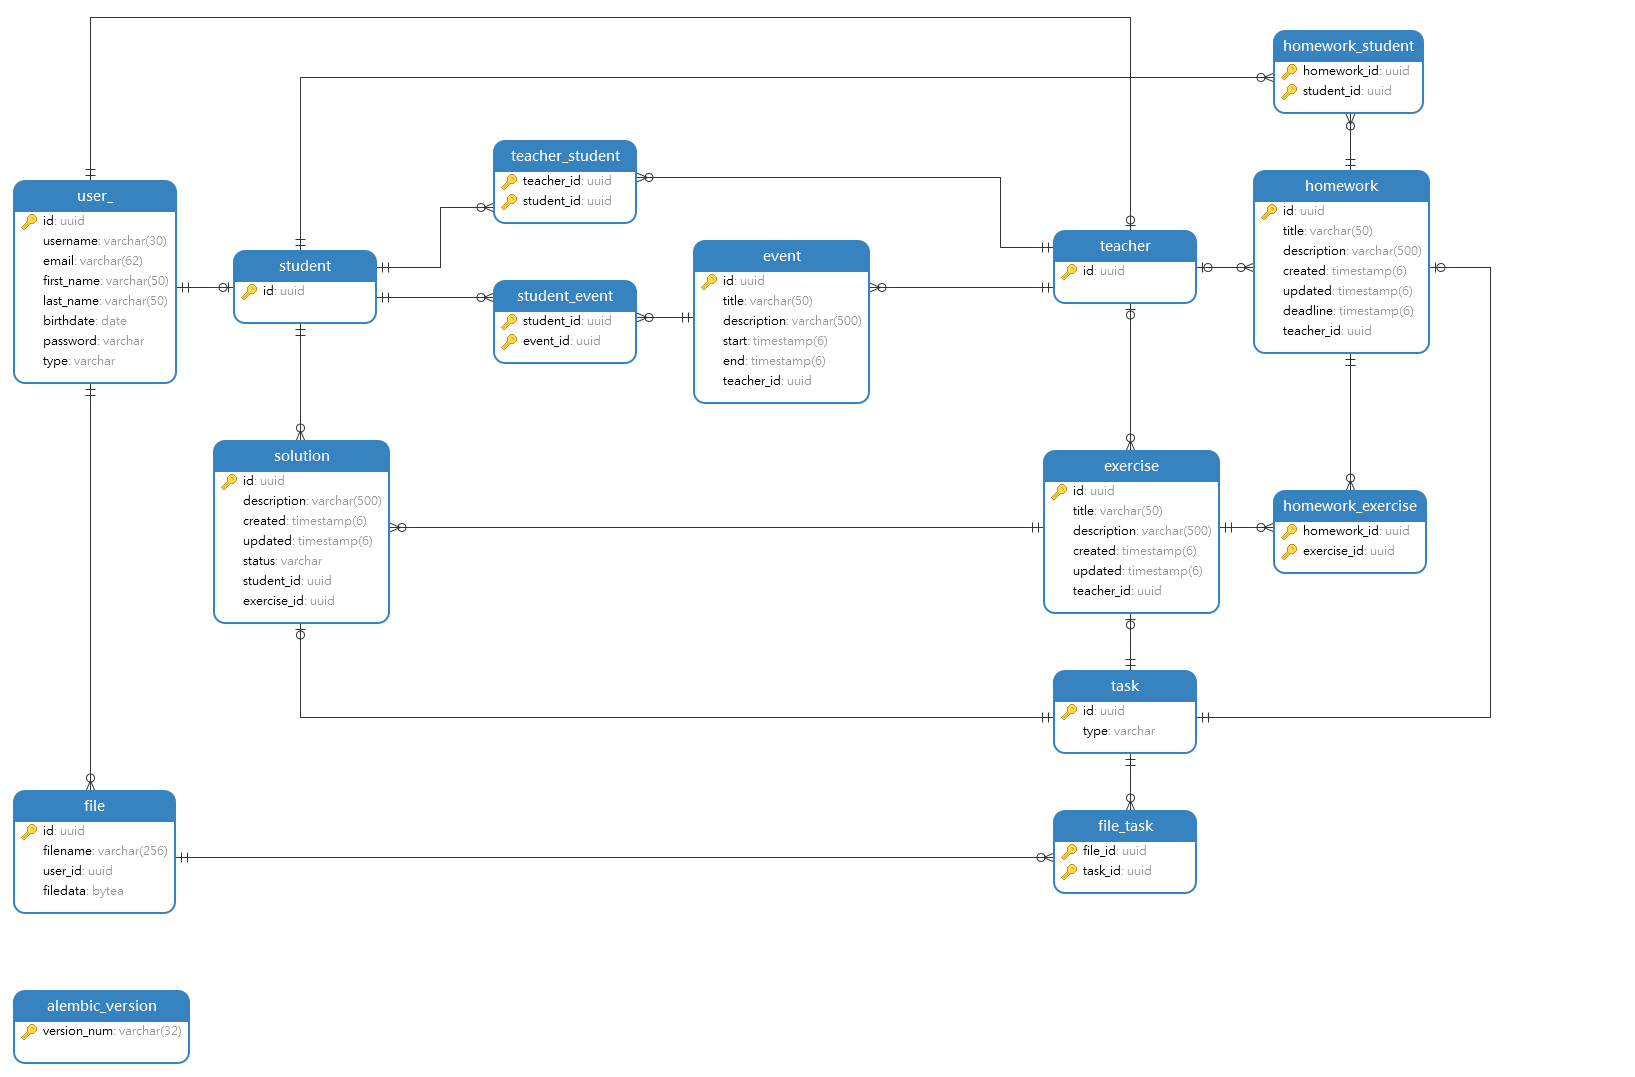 homework_student
homework_id: uuid
student_id: uuid
teacher_student
teacher_id: uuid
student_id: uuid
user_
id: uuid
username: varchar(30)
email: varchar(62)
first_name: varchar(50)
last_name: varchar(50)
birthdate: date
password: varchar
type: varchar
student
id: uuid
student_event
student_id: uuid
event_id: uuid
event
id: uuid
title: varchar(50)
description: varchar(500)
start: timestamp(6)
end: timestamp(6)
teacher_id: uuid
teacher
id: uuid
homework
id: uuid
title: varchar(50)
description: varchar(500)
created: timestamp(6)
updated: timestamp(6)
deadline: timestamp(6)
teacher_id: uuid
solution
id: uuid
description: varchar(500)
created: timestamp(6)
updated: timestamp(6)
status: varchar
student_id: uuid
exercise_id: uuid
exercise
id: uuid
title: varchar(50)
description: varchar(500)
created: timestamp(6)
updated: timestamp(6)
teacher_id: uuid
homework_exercise
homework_id: uuid
exercise_id: uuid
task
id: uuid
type: varchar
file
id: uuid
filename: varchar(256)
user_id: uuid
filedata: bytea
file_task
file_id: uuid
task_id: uuid
alembic_version
version_num: varchar(32)